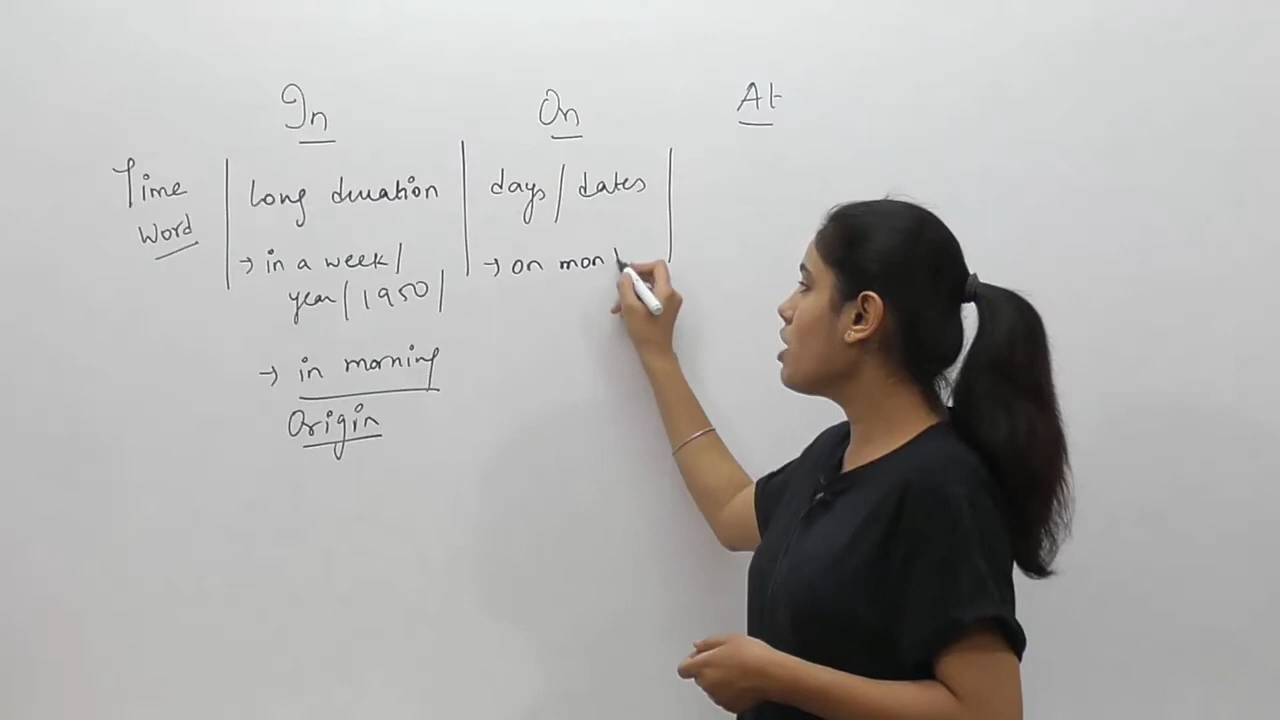 In On At
Time
Word
long duration
→ in a week/
year/1950/
→ in morning
Origin
days/dates
→ on mon